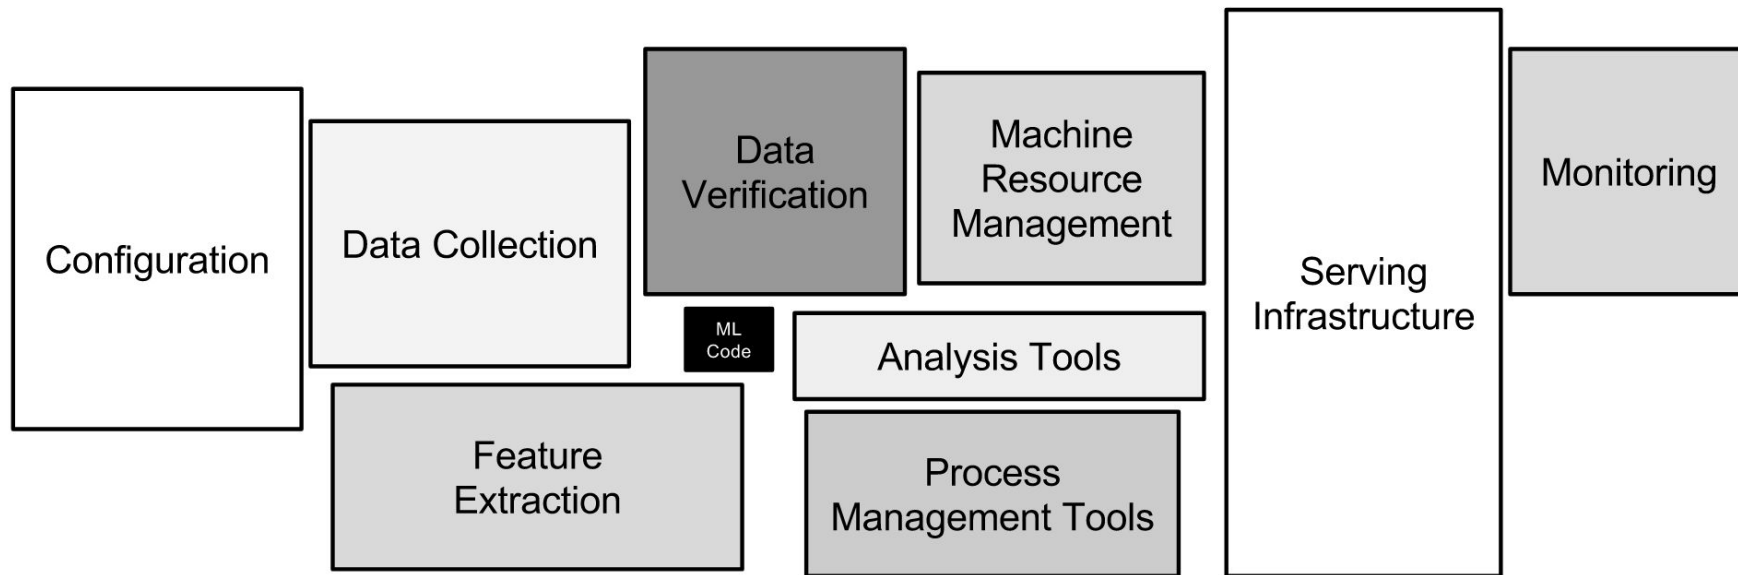 Configuration
Data Collection
Feature
Extraction
Data
Verification
ML
Code
Machine
Resource
Management
Analysis Tools
Process
Management Tools
Serving
Infrastructure
Monitoring